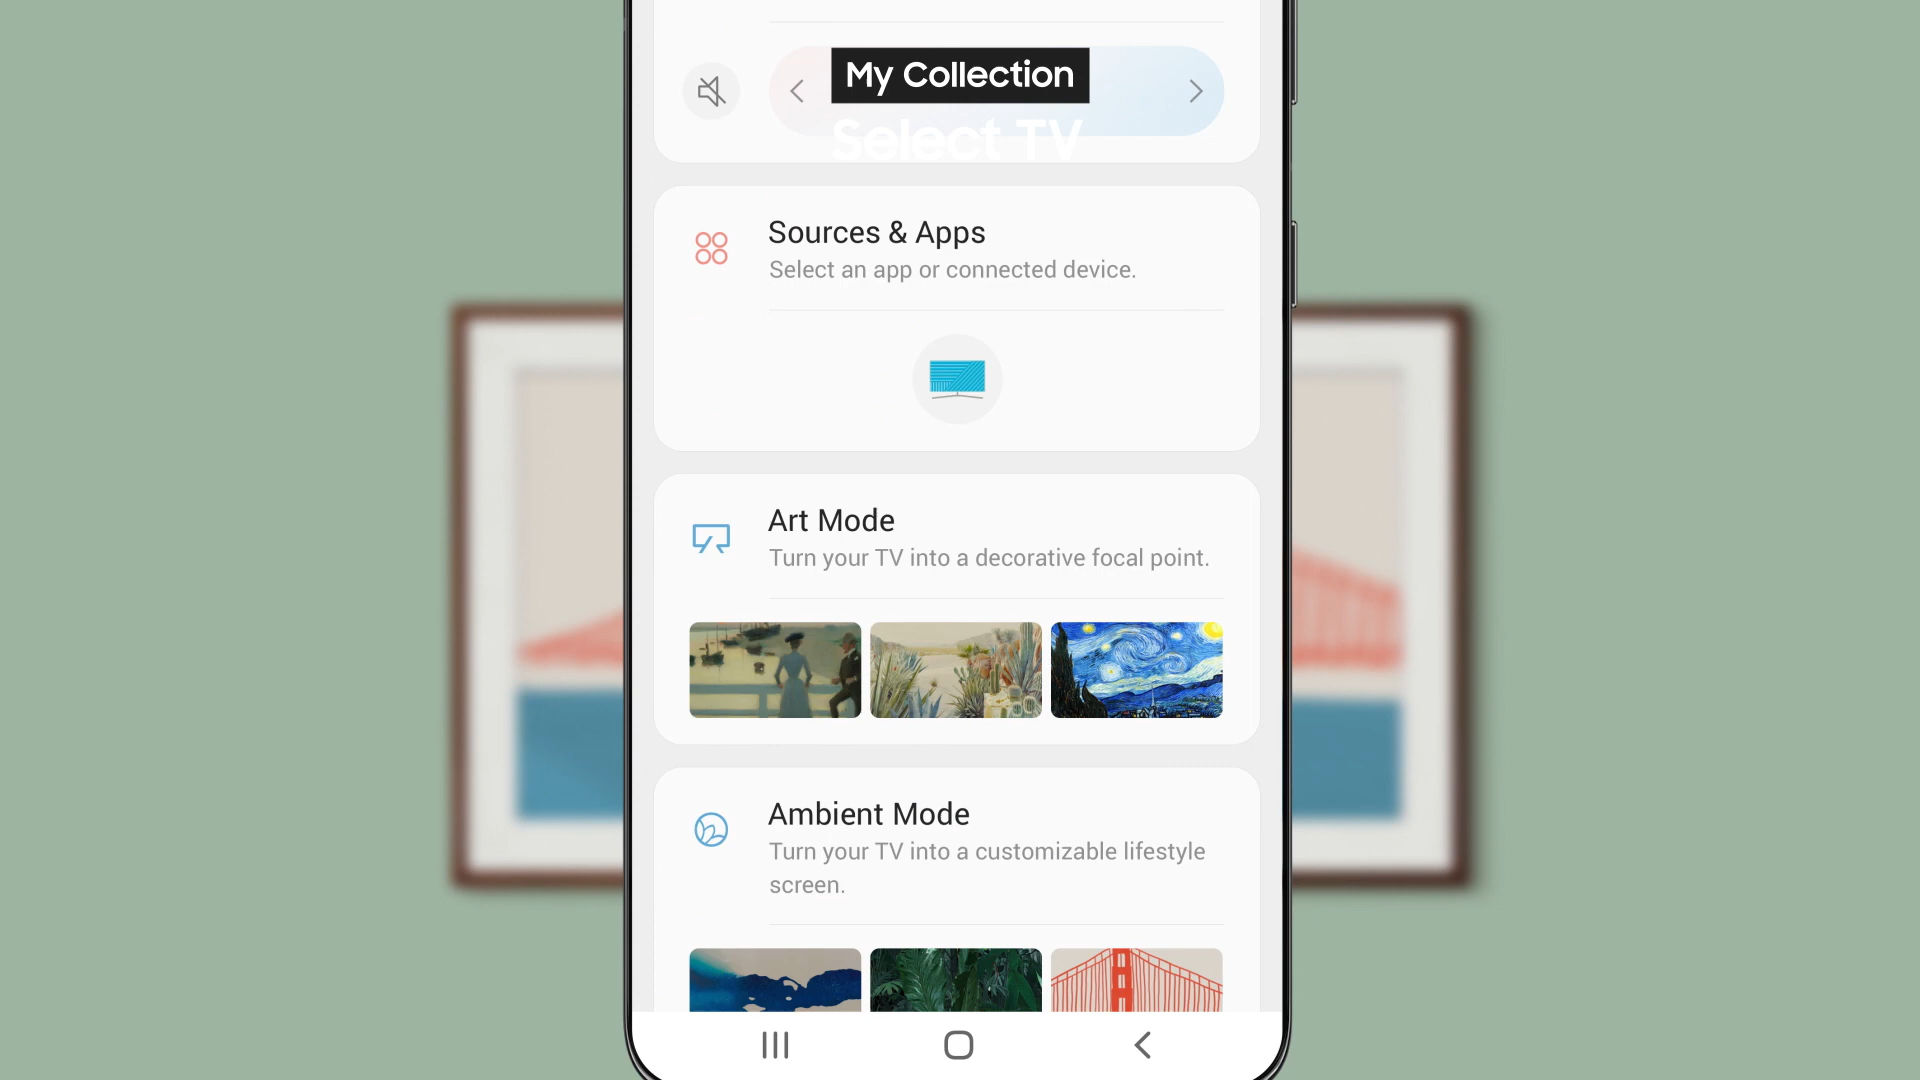 My Collection
Select TV
Sources & Apps
Select an app or connected device.
Art Mode
Turn your TV into a decorative focal point.
Ambient Mode
Turn your TV into a customizable lifestyle
screen.